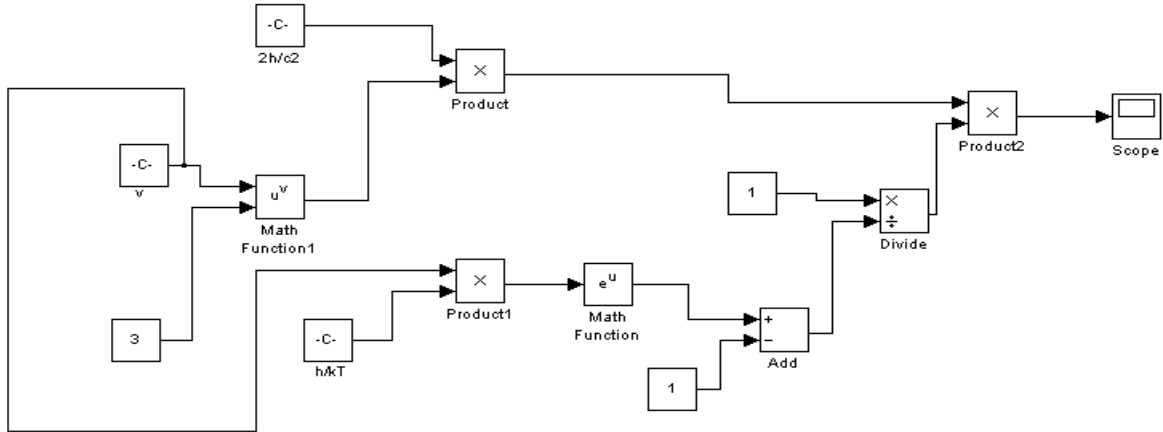 -C-
2h/c2
×
Product
×
Product2
Scope
-C-
v
u^v
Math
Function1
1
×
÷
Divide
3
×
Product1
-C-
h/kT
e^u
Math
Function
+
−
Add
1